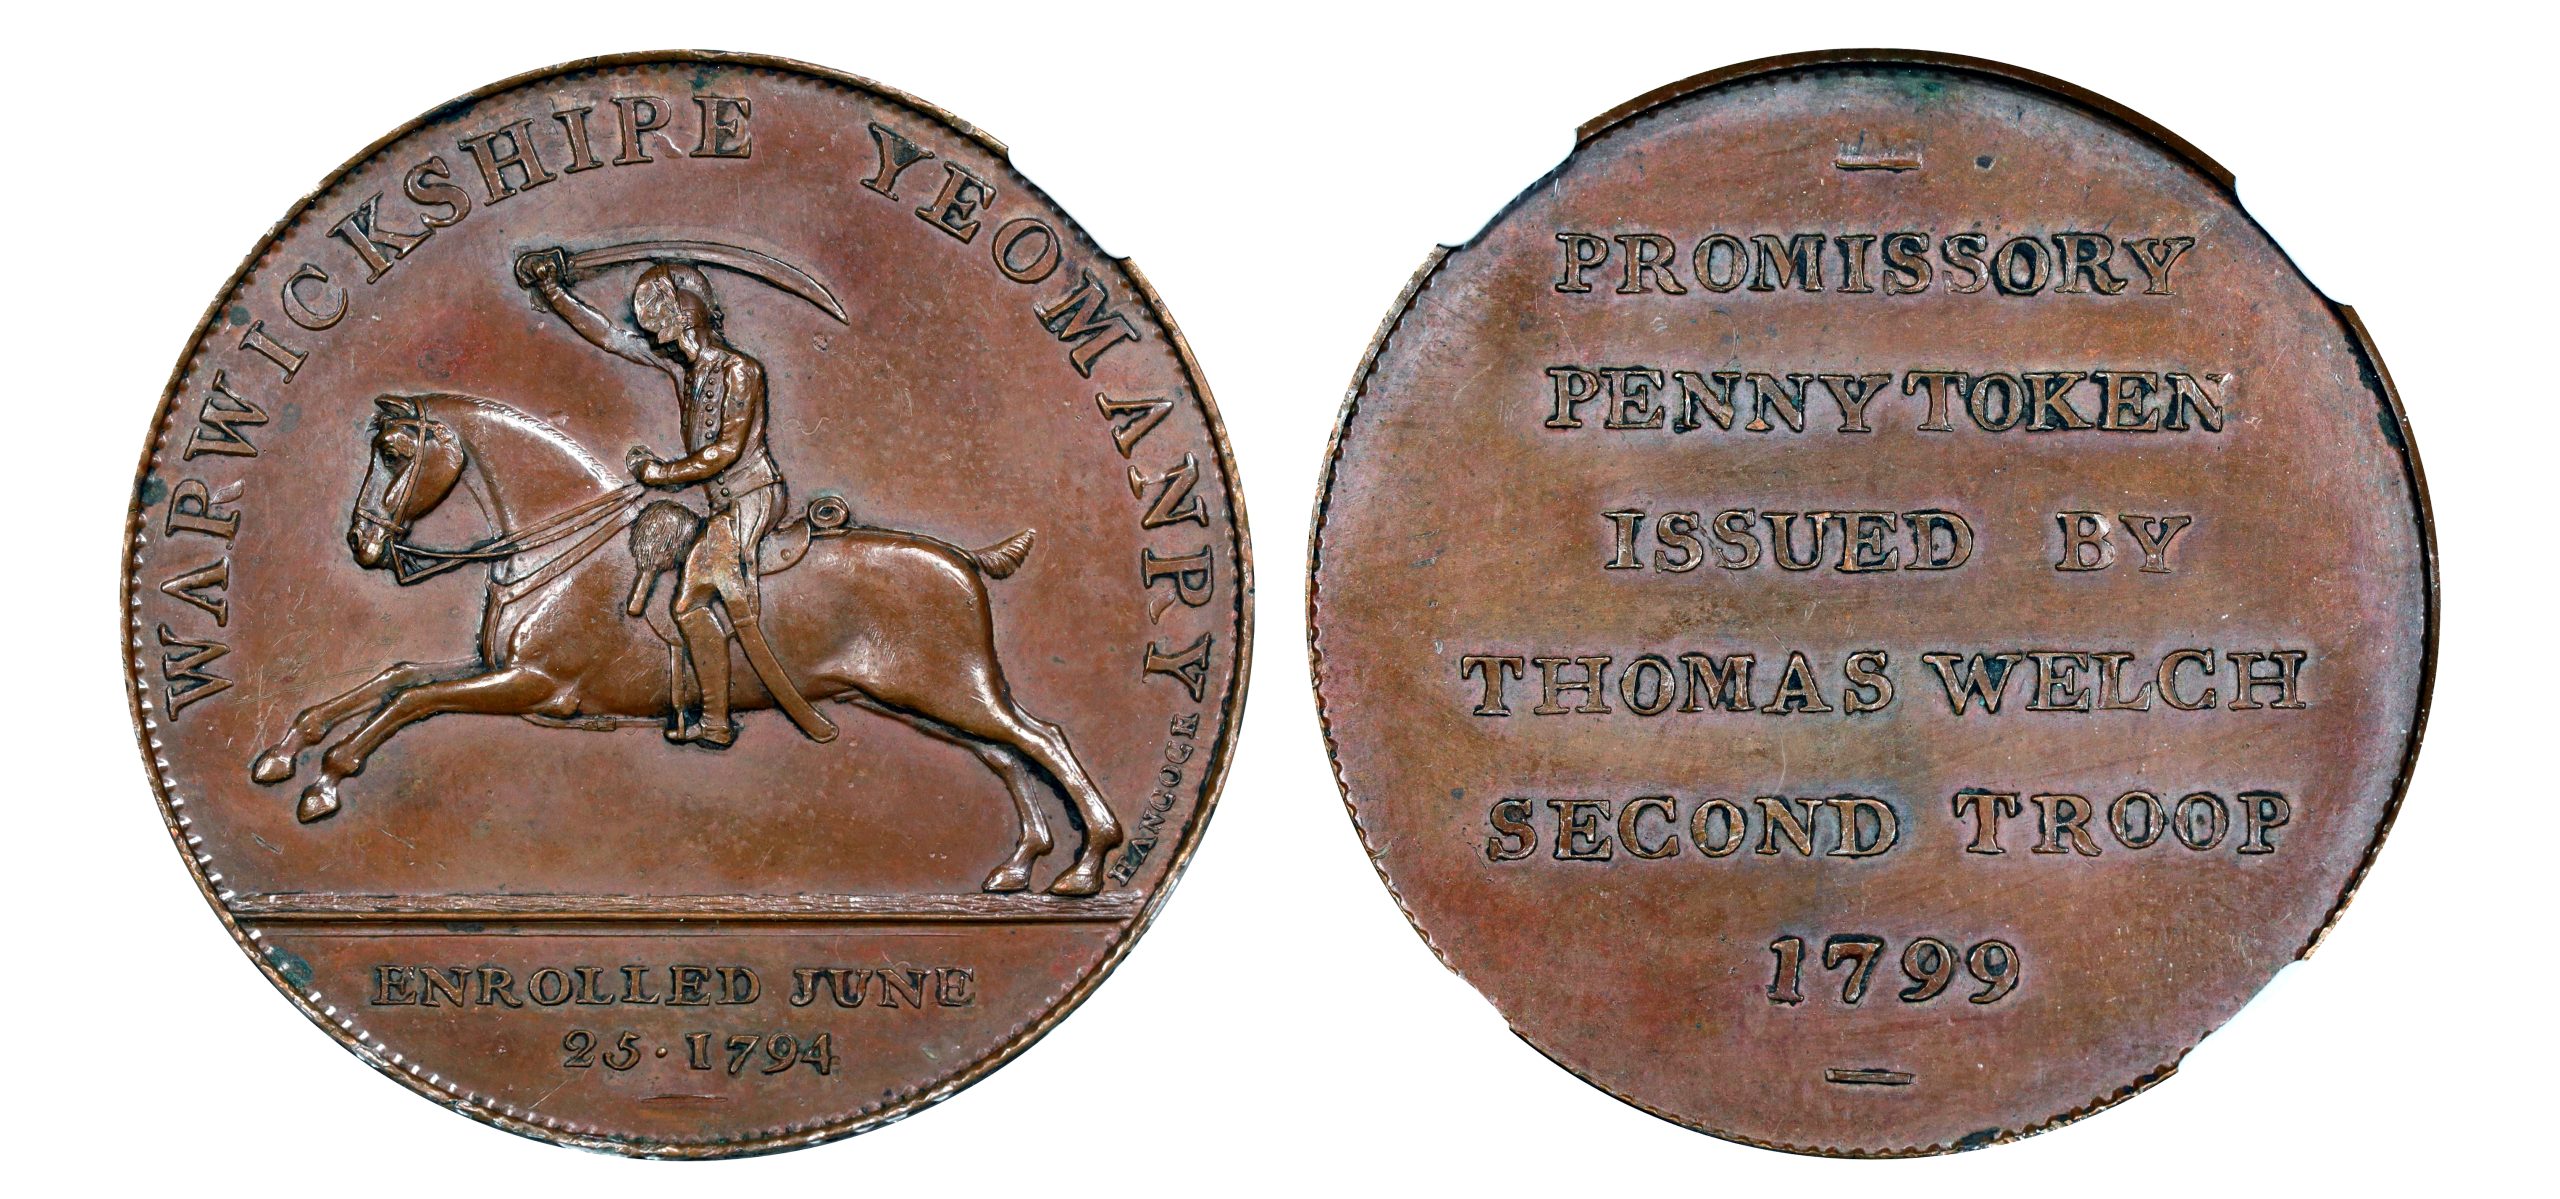 WARWICKSHIRE YEOMANRY
HANCOCK
ENROLLED JUNE
25·1794
PROMISSORY
PENNY TOKEN
ISSUED BY
THOMAS WELCH
SECOND TROOP
1799